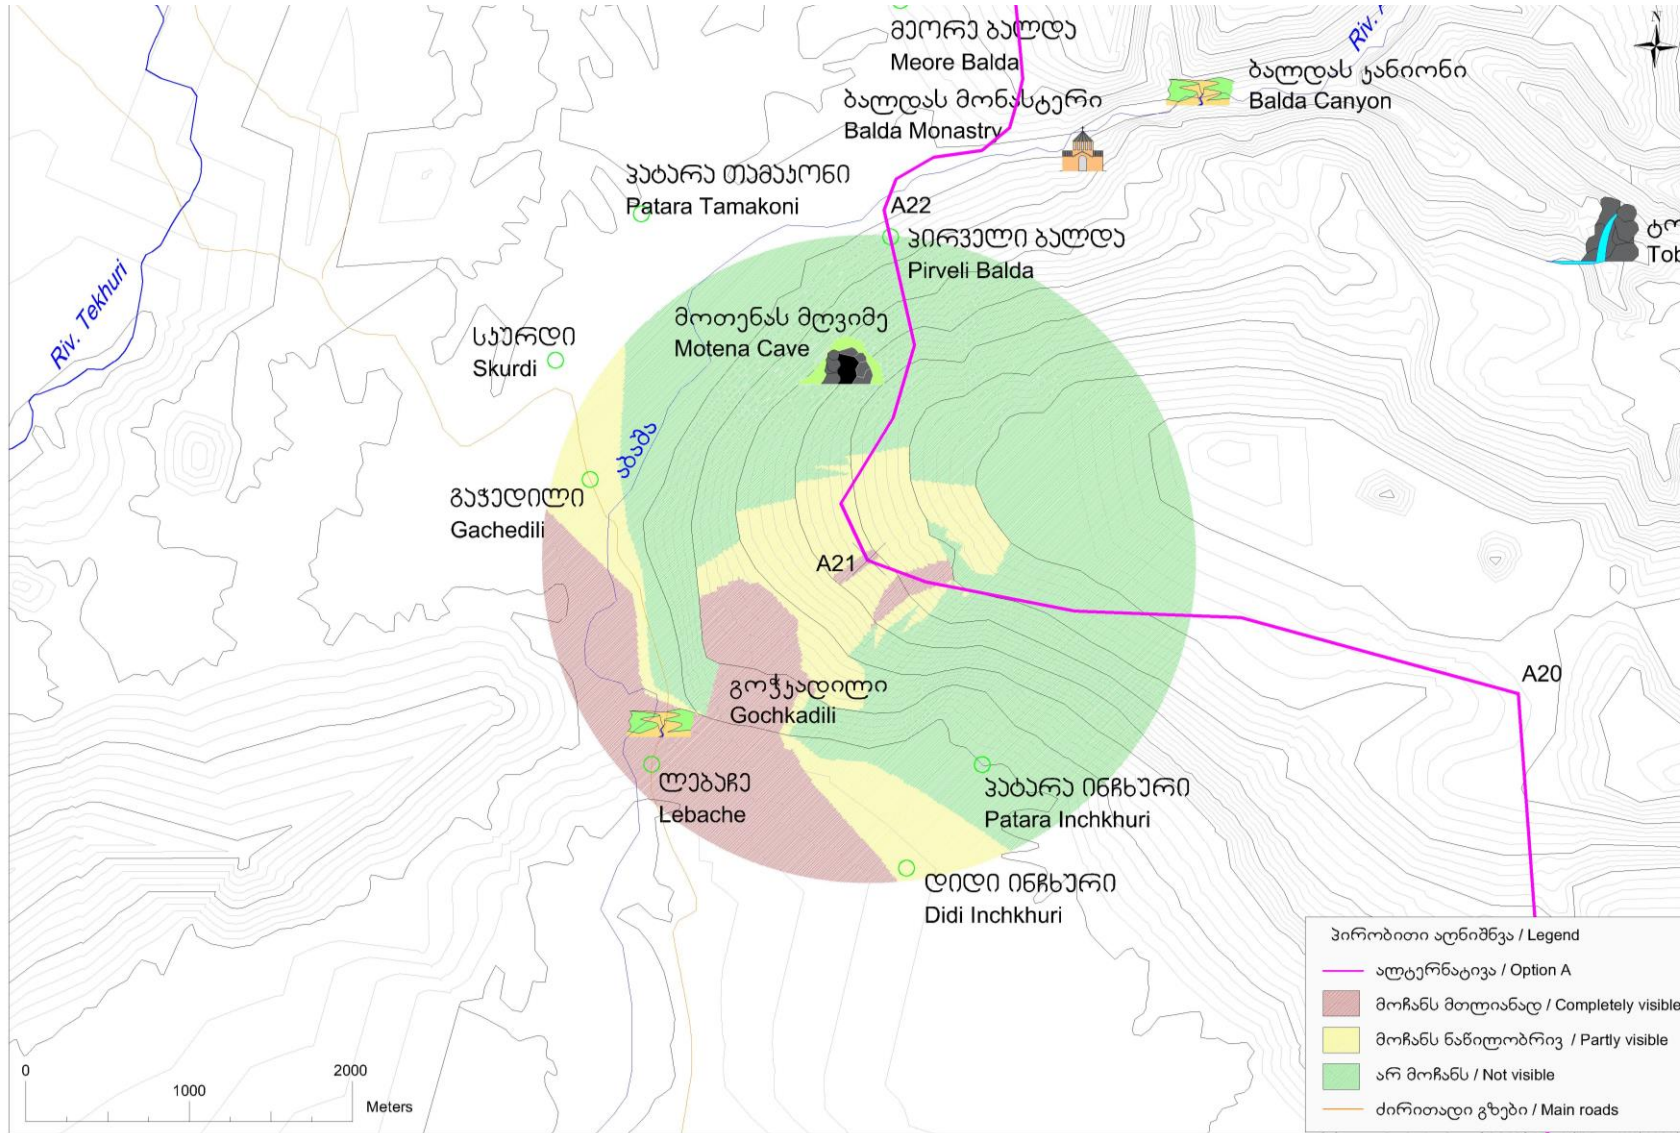 N
მეორე ბალდა
Meore Balda
Riv.
ბალდას კანიონი
Balda Canyon
ბალდას მონასტერი
Balda Monastry
პატარა თამაკონი
Patara Tamakoni
A22
პირველი ბალდა
Pirveli Balda
Riv. Tekhuri
მოთენას მღვიმე
Motena Cave
სკურდი
Skurdi
აბაშა
გაჭედილი
Gachedili
A21
A20
გოჭკადილი
Gochkadili
ლებაჩე
Lebache
პატარა ინჩხური
Patara Inchkhuri
დიდი ინჩხური
Didi Inchkhuri
პირობითი აღნიშნვა / Legend
ალტერნატივა / Option A
მოჩანს მთლიანად / Completely visible
მოჩანს ნაწილობრივ / Partly visible
არ მოჩანს / Not visible
ძირითადი გზები / Main roads
0 1000 2000
Meters